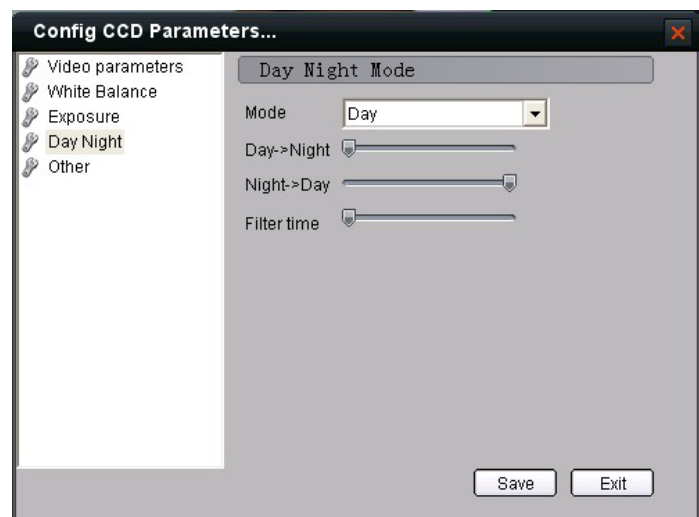 Config CCD Parameters...
Video parameters
White Balance
Exposure
Day Night
Other
Day Night Mode
Mode
Day
Day->Night
Night->Day
Filter time
Save
Exit